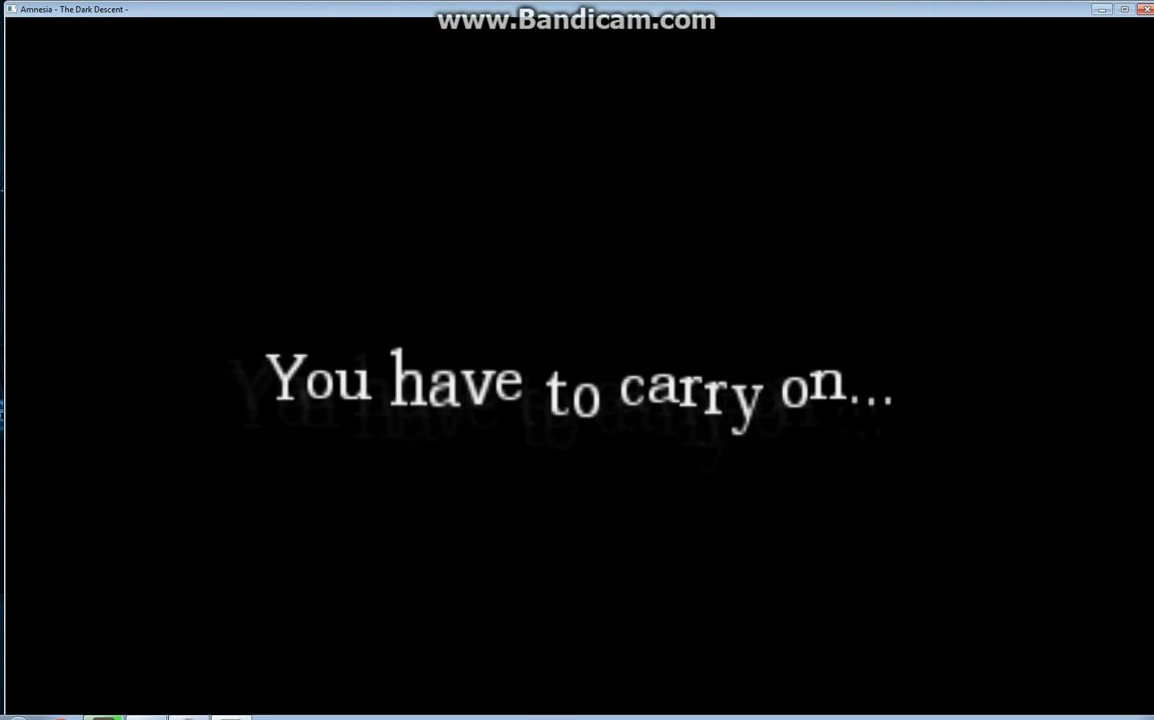 Amnesia - The Dark Descent -
www.Bandicam.com
You have to carry on...